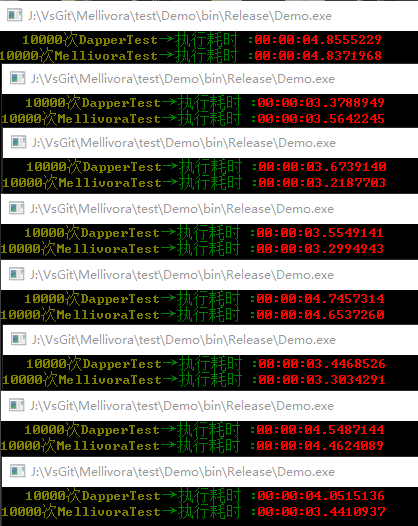 J:\VsGit\Mellivora\test\Demo\bin\Release\Demo.exe
10000次DapperTest→执行耗时 :00:00:04.8555229
10000次MellivoraTest→执行耗时 :00:00:04.8371968
J:\VsGit\Mellivora\test\Demo\bin\Release\Demo.exe
10000次DapperTest→执行耗时 :00:00:03.3788949
10000次MellivoraTest→执行耗时 :00:00:03.5642245
J:\VsGit\Mellivora\test\Demo\bin\Release\Demo.exe
10000次DapperTest→执行耗时 :00:00:03.6739140
10000次MellivoraTest→执行耗时 :00:00:03.2187703
J:\VsGit\Mellivora\test\Demo\bin\Release\Demo.exe
10000次DapperTest→执行耗时 :00:00:03.5549141
10000次MellivoraTest→执行耗时 :00:00:03.2994943
J:\VsGit\Mellivora\test\Demo\bin\Release\Demo.exe
10000次DapperTest→执行耗时 :00:00:04.7457314
10000次MellivoraTest→执行耗时 :00:00:04.6537260
J:\VsGit\Mellivora\test\Demo\bin\Release\Demo.exe
10000次DapperTest→执行耗时 :00:00:03.4468526
10000次MellivoraTest→执行耗时 :00:00:03.3034291
J:\VsGit\Mellivora\test\Demo\bin\Release\Demo.exe
10000次DapperTest→执行耗时 :00:00:04.5487144
10000次MellivoraTest→执行耗时 :00:00:04.4624089
J:\VsGit\Mellivora\test\Demo\bin\Release\Demo.exe
10000次DapperTest→执行耗时 :00:00:04.0515136
10000次MellivoraTest→执行耗时 :00:00:03.4410937